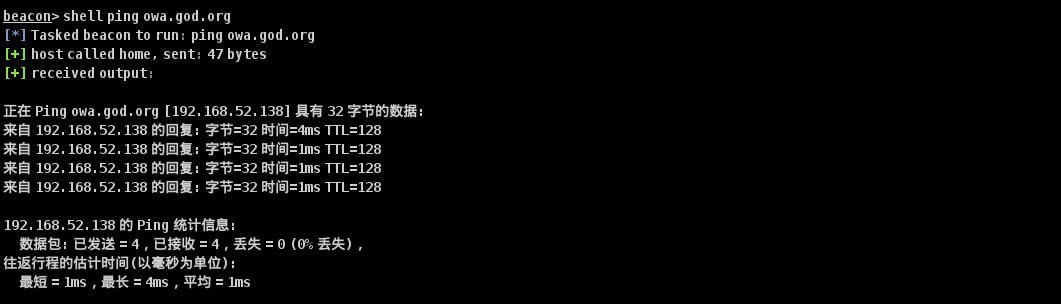 beacon> shell ping owa.god.org
[*] Tasked beacon to run: ping owa.god.org
[+] host called home, sent: 47 bytes
[+] received output:
正在 Ping owa.god.org [192.168.52.138] 具有 32 字节的数据:
来自 192.168.52.138 的回复: 字节=32 时间=4ms TTL=128
来自 192.168.52.138 的回复: 字节=32 时间=1ms TTL=128
来自 192.168.52.138 的回复: 字节=32 时间=1ms TTL=128
来自 192.168.52.138 的回复: 字节=32 时间=1ms TTL=128
192.168.52.138 的 Ping 统计信息:
数据包: 已发送 = 4，已接收 = 4，丢失 = 0 (0% 丢失)，
往返行程的估计时间(以毫秒为单位):
最短 = 1ms，最长 = 4ms，平均 = 1ms